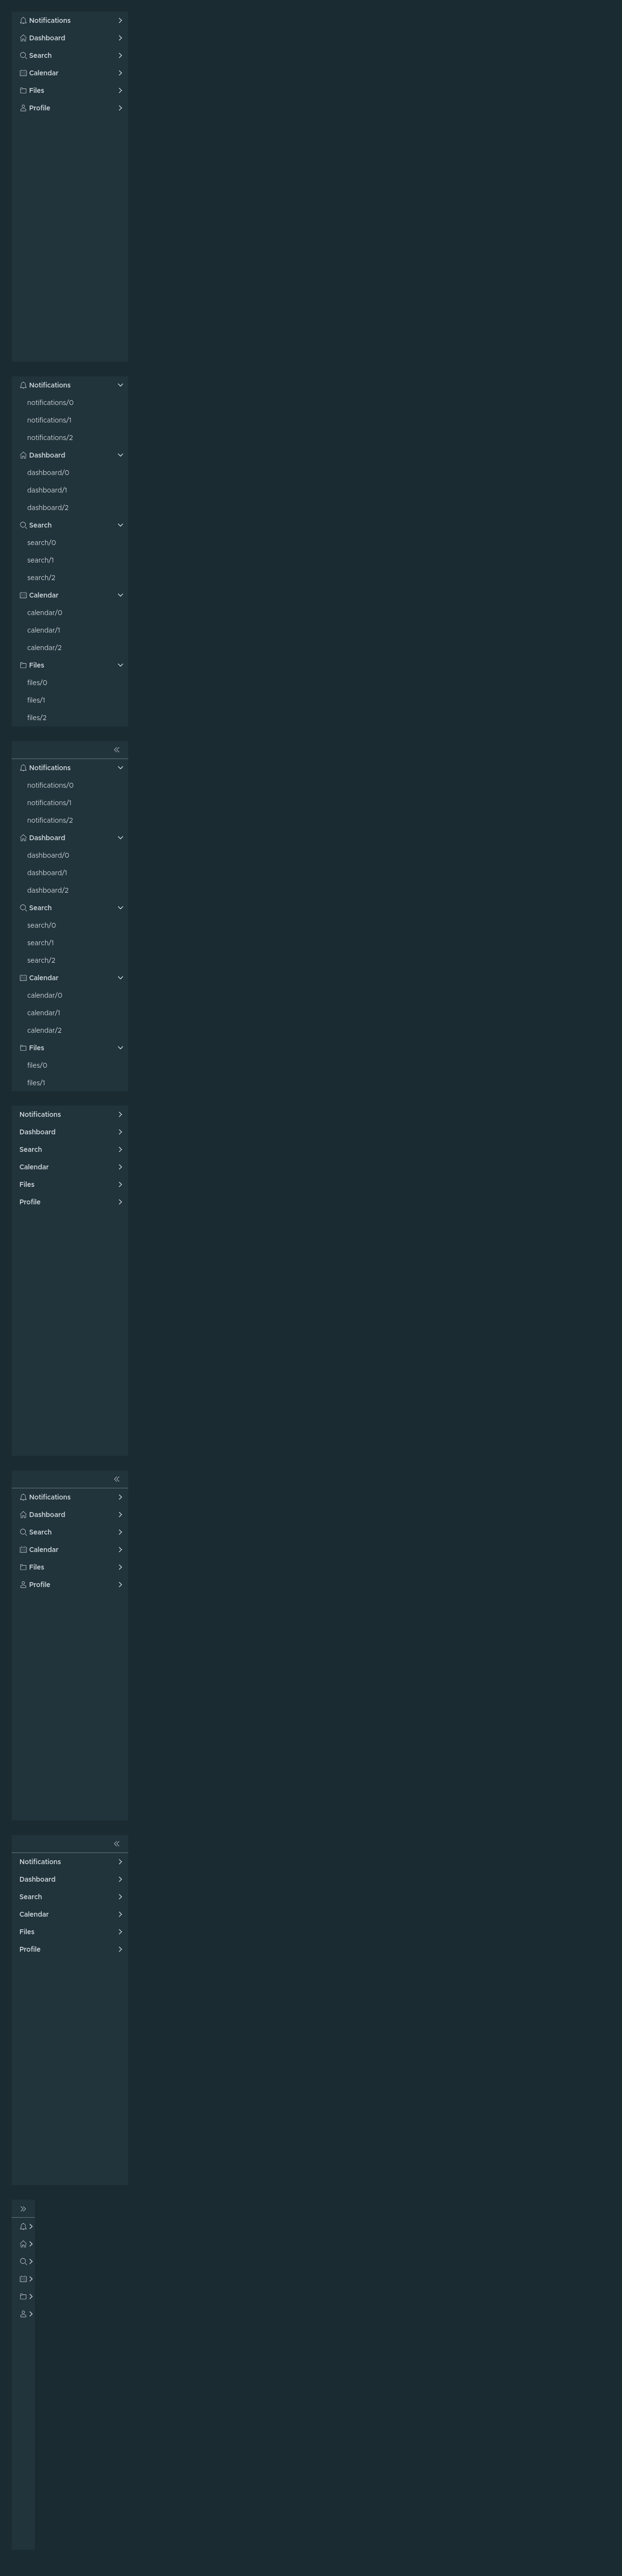 Notifications
Dashboard
Search
Calendar
Files
Profile
Notifications
notifications/0
notifications/1
notifications/2
Dashboard
dashboard/0
dashboard/1
dashboard/2
Search
search/0
search/1
search/2
Calendar
calendar/0
calendar/1
calendar/2
Files
files/0
files/1
files/2
Notifications
notifications/0
notifications/1
notifications/2
Dashboard
dashboard/0
dashboard/1
dashboard/2
Search
search/0
search/1
search/2
Calendar
calendar/0
calendar/1
calendar/2
Files
files/0
files/1
Notifications
Dashboard
Search
Calendar
Files
Profile
Notifications
Dashboard
Search
Calendar
Files
Profile
Notifications
Dashboard
Search
Calendar
Files
Profile